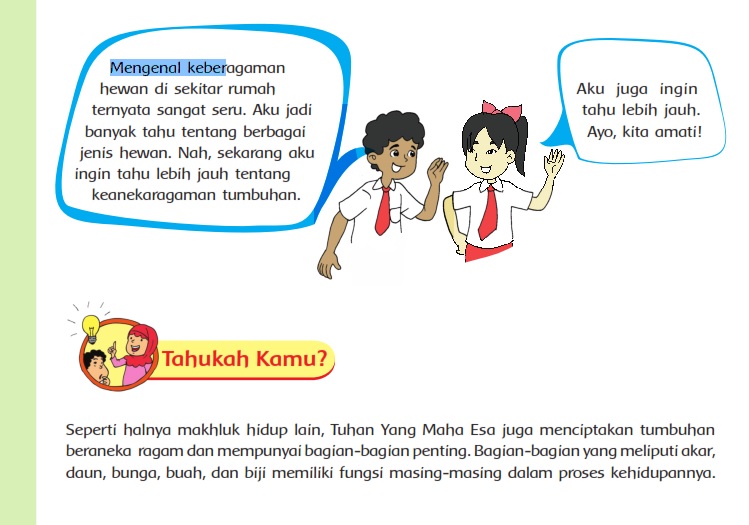 Mengenal keberagaman
hewan di sekitar rumah
ternyata sangat seru. Aku jadi
banyak tahu tentang berbagai
jenis hewan. Nah, sekarang aku
ingin tahu lebih jauh tentang
keanekaragaman tumbuhan.
Aku juga ingin
tahu lebih jauh.
Ayo, kita amati!
Tahukah Kamu?
Seperti halnya makhluk hidup lain, Tuhan Yang Maha Esa juga menciptakan tumbuhan
beraneka ragam dan mempunyai bagian-bagian penting. Bagian-bagian yang meliputi akar,
daun, bunga, buah, dan biji memiliki fungsi masing-masing dalam proses kehidupannya.